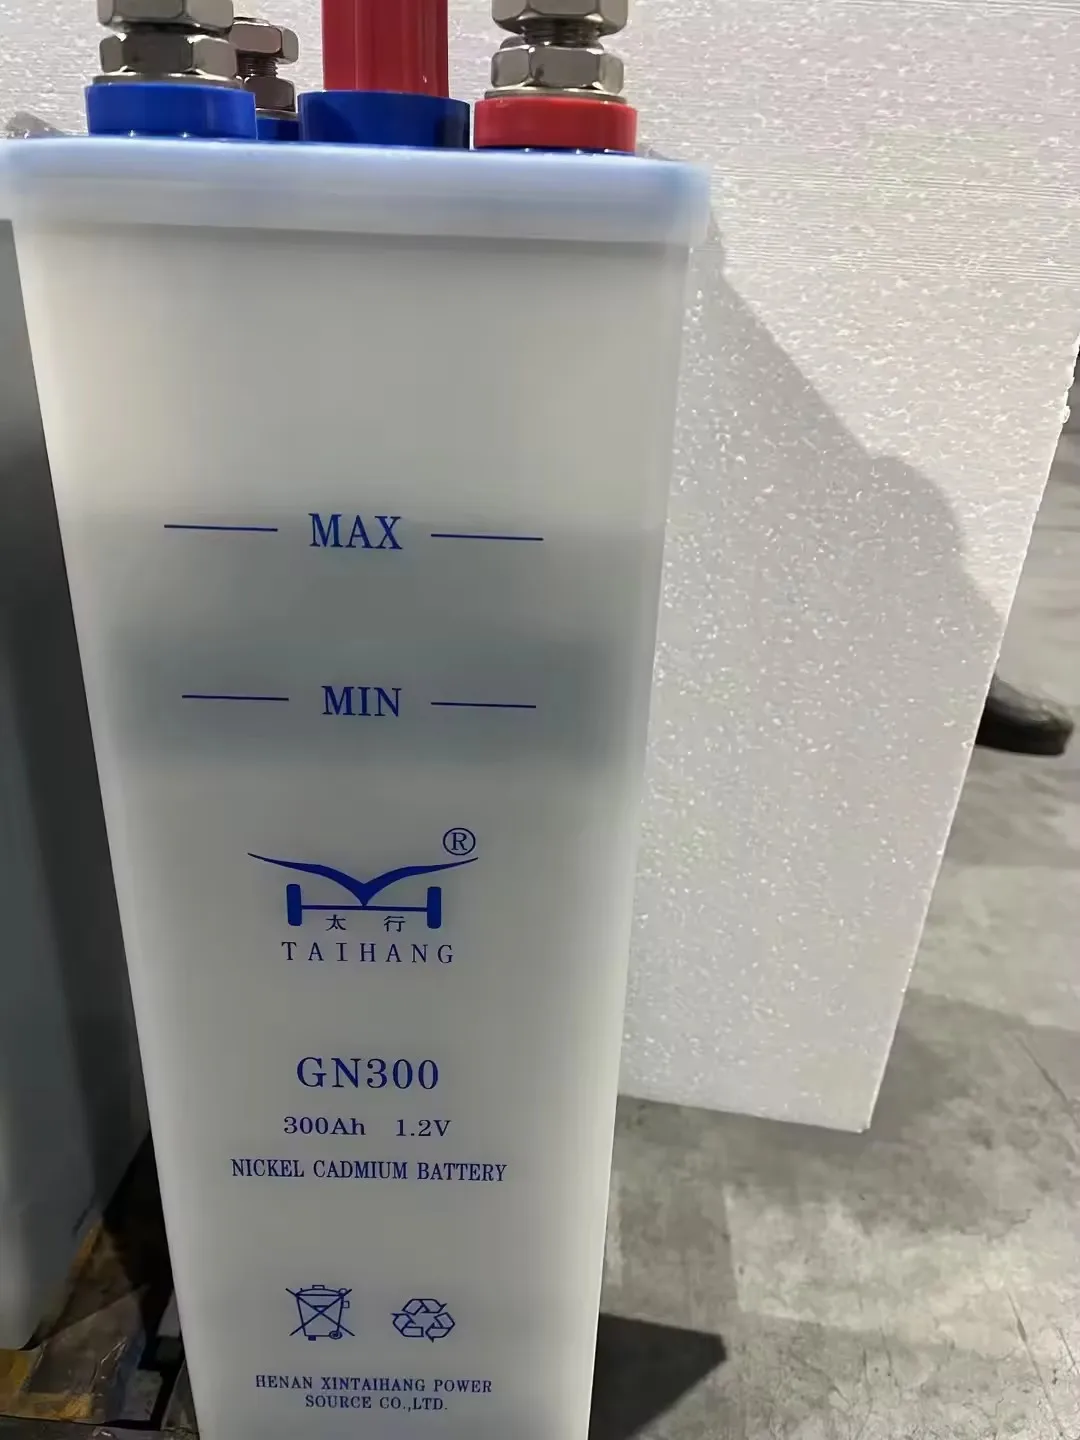 MAX
MIN
®
太 行
TAIHANG
GN300
300Ah 1.2V
NICKEL CADMIUM BATTERY
HENAN XINTAIHANG POWER
SOURCE CO.,LTD.